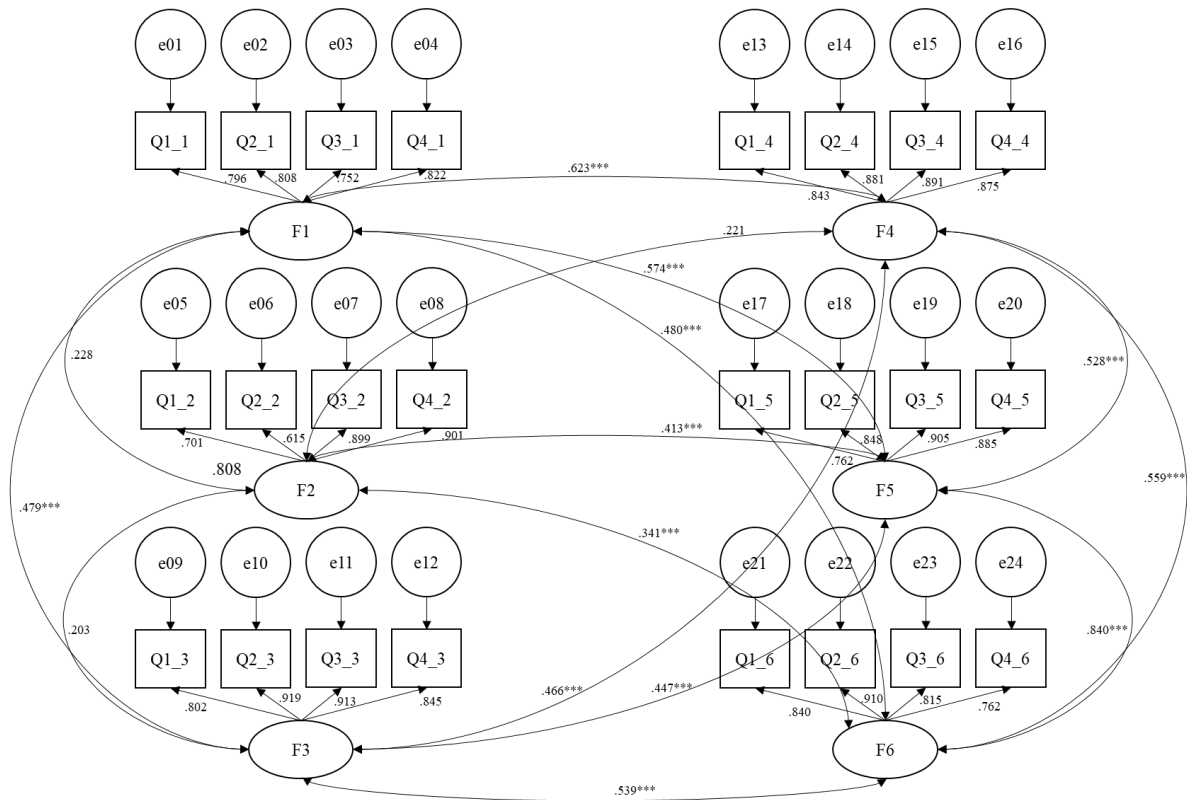 e01 e02 e03 e04 e13 e14 e15 e16
Q1_1 Q2_1 Q3_1 Q4_1 Q1_4 Q2_4 Q3_4 Q4_4
.796 .808 .752 .822 .623*** .843 .881 .891 .875
F1 .221 F4
.574***
e05 e06 e07 e08 e17 e18 e19 e20
.480***
.228 .528***
Q1_2 Q2_2 Q3_2 Q4_2 Q1_5 Q2_5 Q3_5 Q4_5
.701 .615 .899 .901 .413*** .762 .848 .905 .885
.808
F2 F5
.479*** .559***
.341***
e09 e10 e11 e12 e21 e22 e23 e24
.203 .840***
Q1_3 Q2_3 Q3_3 Q4_3 Q1_6 Q2_6 Q3_6 Q4_6
.802 .919 .913 .845 .466*** .447*** .840 .910 .815 .762
F3 F6
.539***